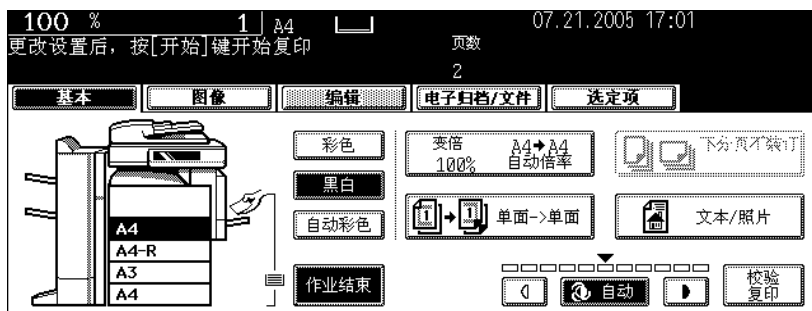 100 % 1 A4 07.21.2005 17:01
更改设置后，按[开始]键开始复印 页数
2
基本 图像 编辑 电子归档/文件 选定项
彩色
变倍 A4→A4
100% 自动倍率
下分页不装订
黑白
1→1 单面->单面
文本/照片
自动彩色
A4
A4-R
A3
A4
作业结束
自动
校验
复印